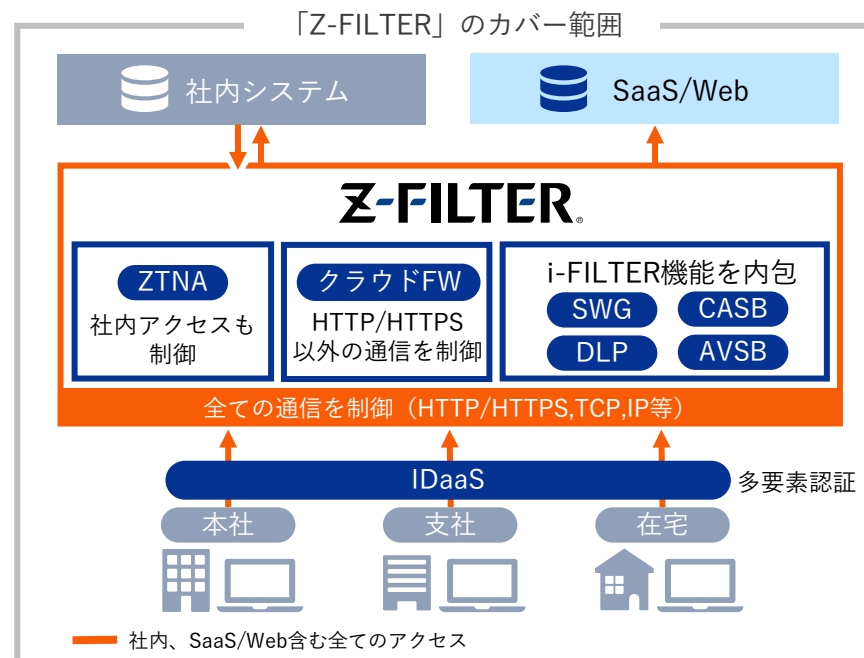 「Z-FILTER」のカバー範囲
社内システム
SaaS/Web
Z-FILTER®
ZTNA
社内アクセスも
制御
クラウドFW
HTTP/HTTPS
以外の通信を制御
i-FILTER機能を内包
SWG
CASB
DLP
AVSB
全ての通信を制御（HTTP/HTTPS,TCP,IP等）
IDaaS
多要素認証
本社
支社
在宅
社内、SaaS/Web含む全てのアクセス